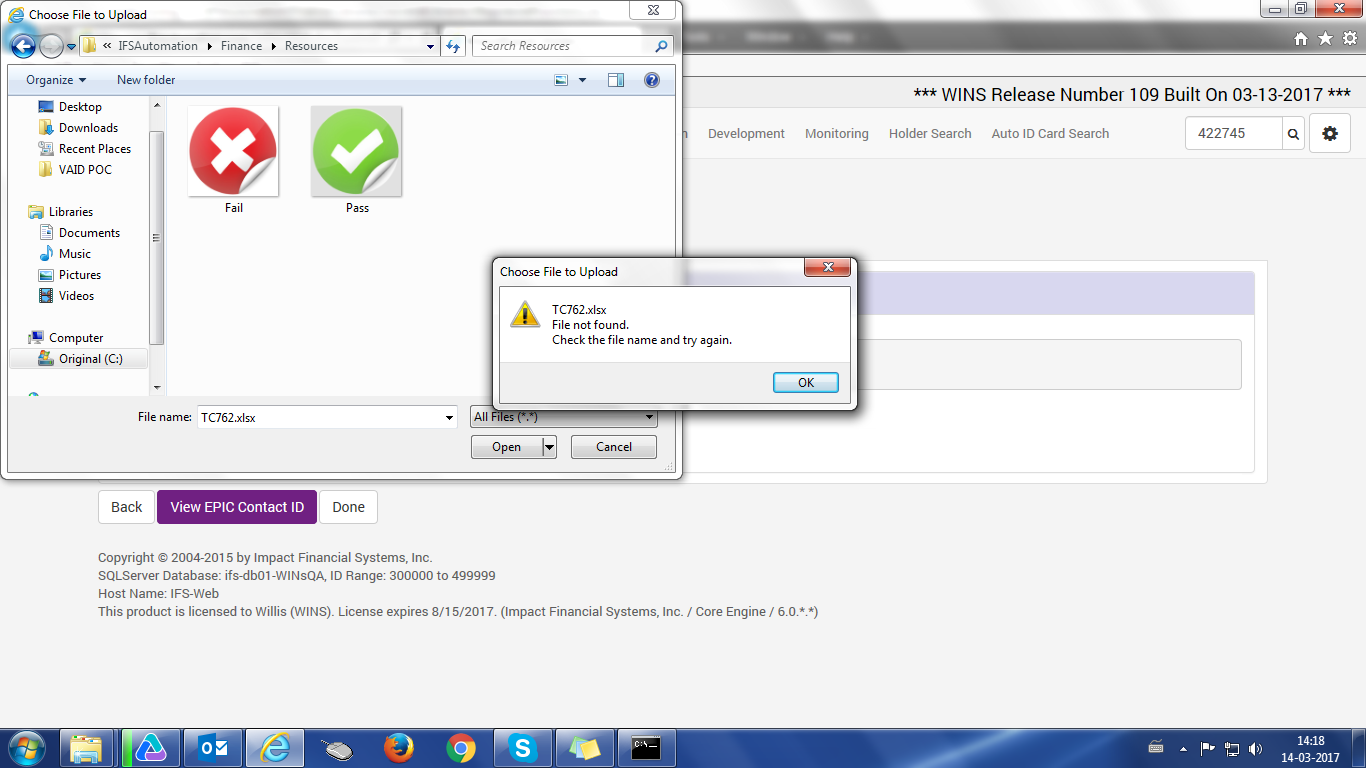 Choose File to Upload
« IFSAutomation Finance Resources
Search Resources
Organize New folder
*** WINS Release Number 109 Built On 03-13-2017 ***
Development Monitoring Holder Search Auto ID Card Search
422745
Desktop
Downloads
Recent Places
VAID POC
Libraries
Documents
Music
Pictures
Videos
Computer
Original (C:)
Fail
Pass
Choose File to Upload
TC762.xlsx
File not found.
Check the file name and try again.
OK
File name: TC762.xlsx
All Files (*.*)
Open Cancel
Back View EPIC Contact ID Done
Copyright © 2004-2015 by Impact Financial Systems, Inc.
SQLServer Database: ifs-db01-WINsQA, ID Range: 300000 to 499999
Host Name: IFS-Web
This product is licensed to Willis (WINS). License expires 8/15/2017. (Impact Financial Systems, Inc. / Core Engine / 6.0.*.*)
14:18
14-03-2017